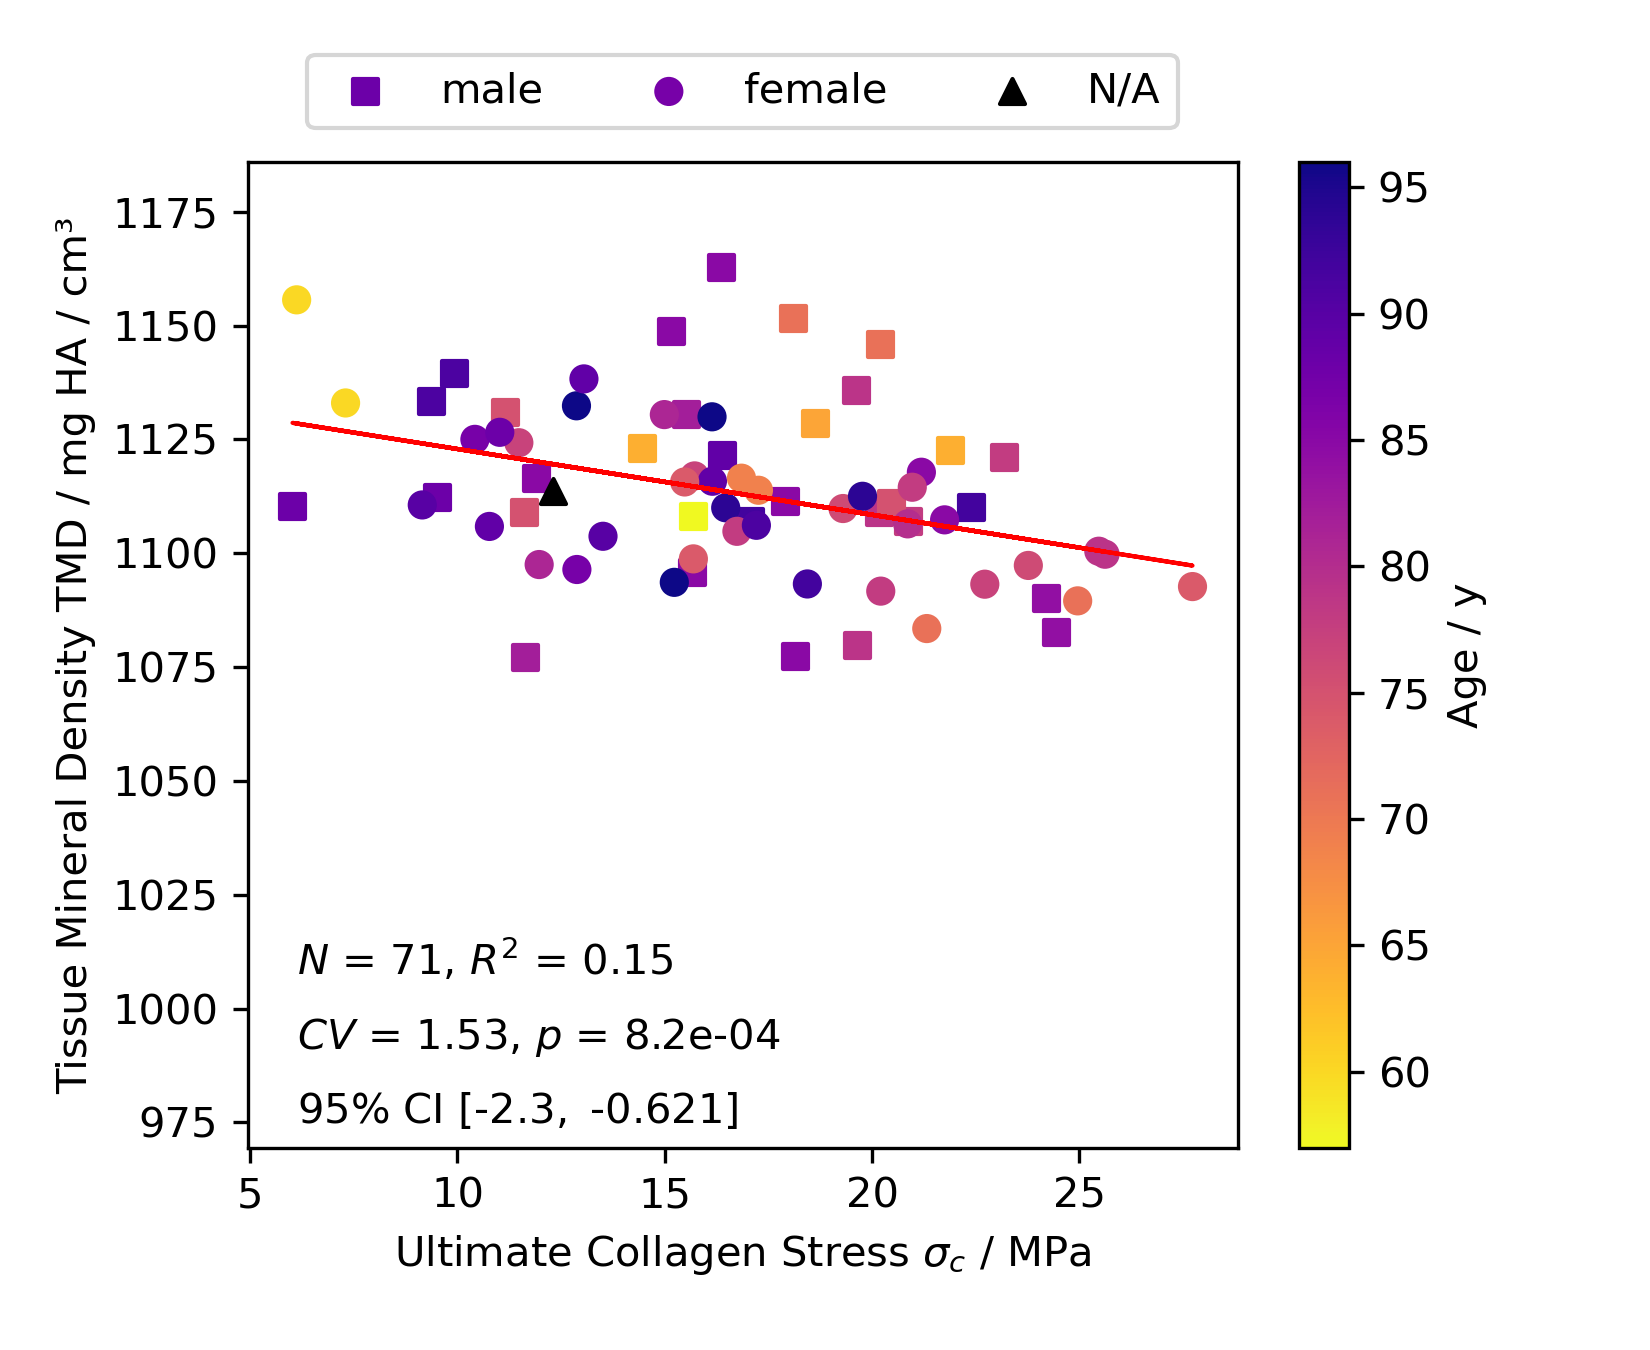 male female N/A
Tissue Mineral Density TMD / mg HA / cm³
1175
1150
1125
1100
1075
1050
1025
1000
975
N = 71, R² = 0.15
CV = 1.53, p = 8.2e-04
95% CI [-2.3, -0.621]
5 10 15 20 25
Ultimate Collagen Stress σc / MPa
95
90
85
80
75
70
65
60
Age / y